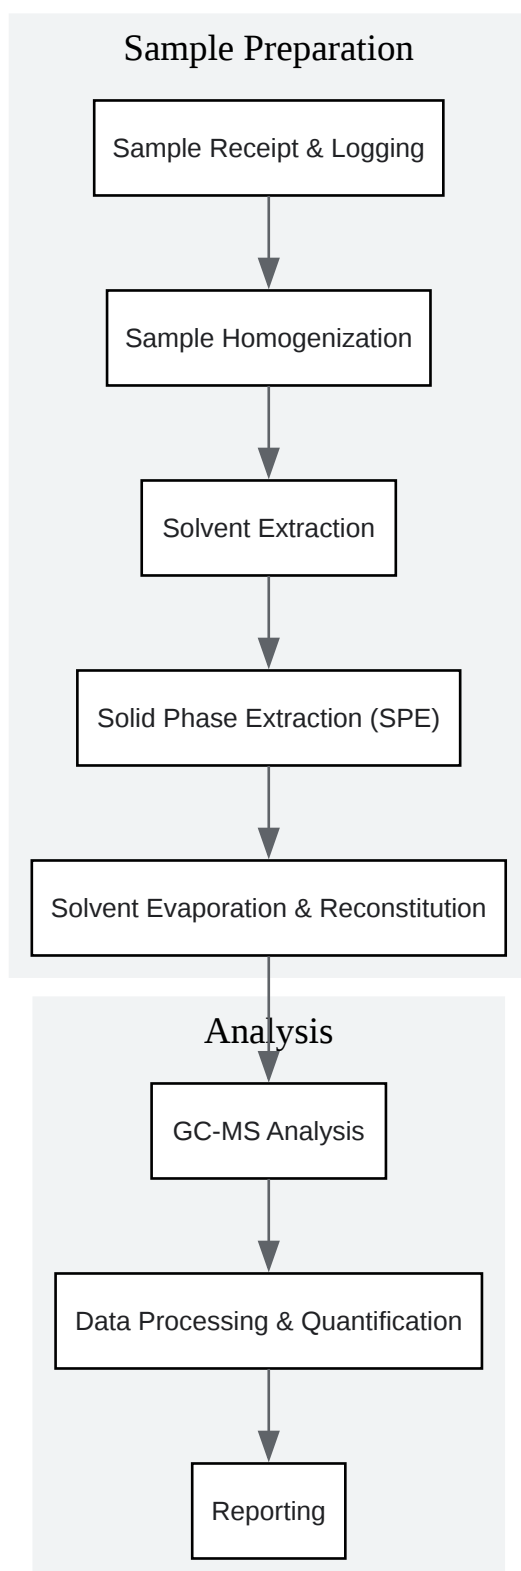 Sample Preparation
Sample Receipt & Logging
Sample Homogenization
Solvent Extraction
Solid Phase Extraction (SPE)
Solvent Evaporation & Reconstitution
Analysis
GC-MS Analysis
Data Processing & Quantification
Reporting